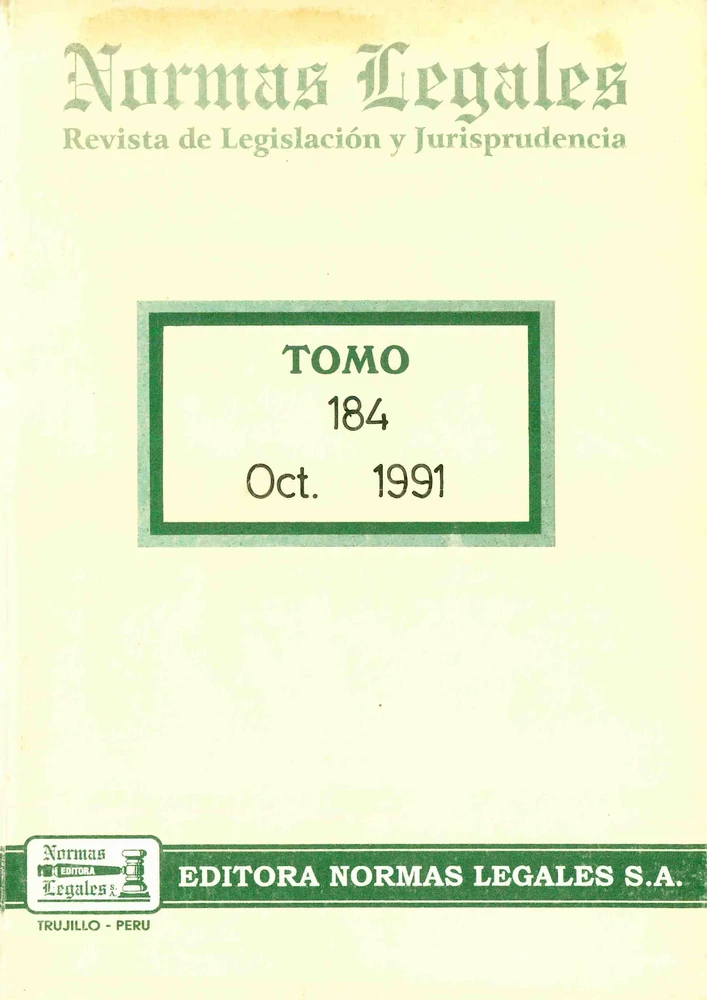 Normas Legales
Revista de Legislación y Jurisprudencia
TOMO
184
Oct. 1991
Normas
EDITORA
Legales S.A.
EDITORA NORMAS LEGALES S.A.
TRUJILLO - PERU